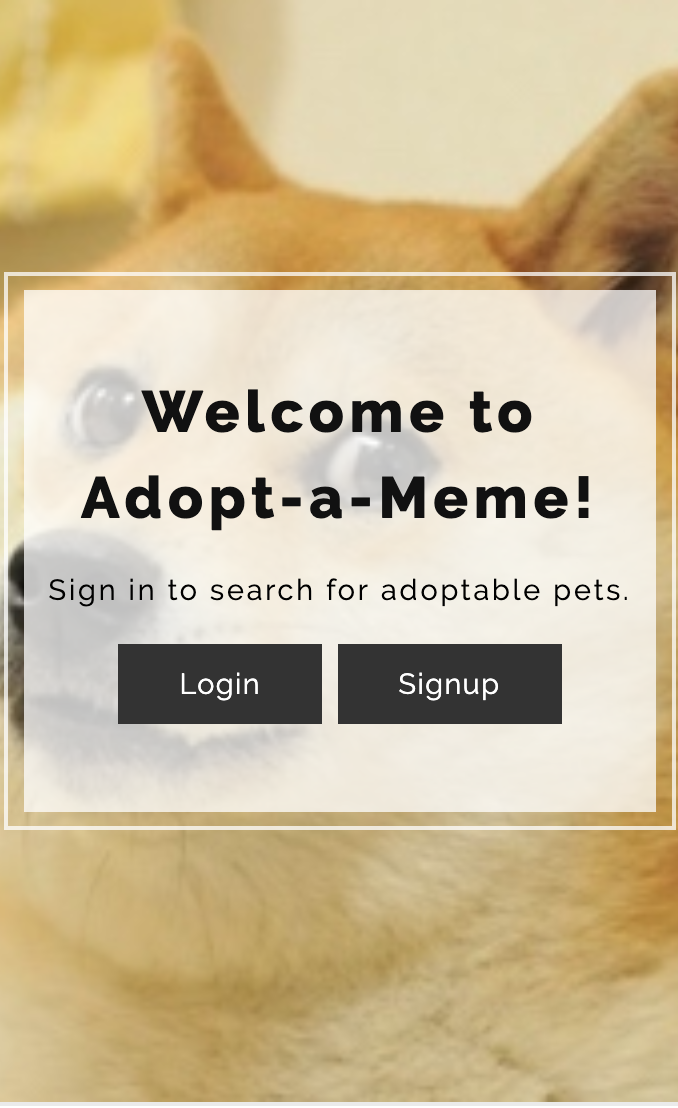 Welcome to
Adopt-a-Meme!
Sign in to search for adoptable pets.
Login
Signup